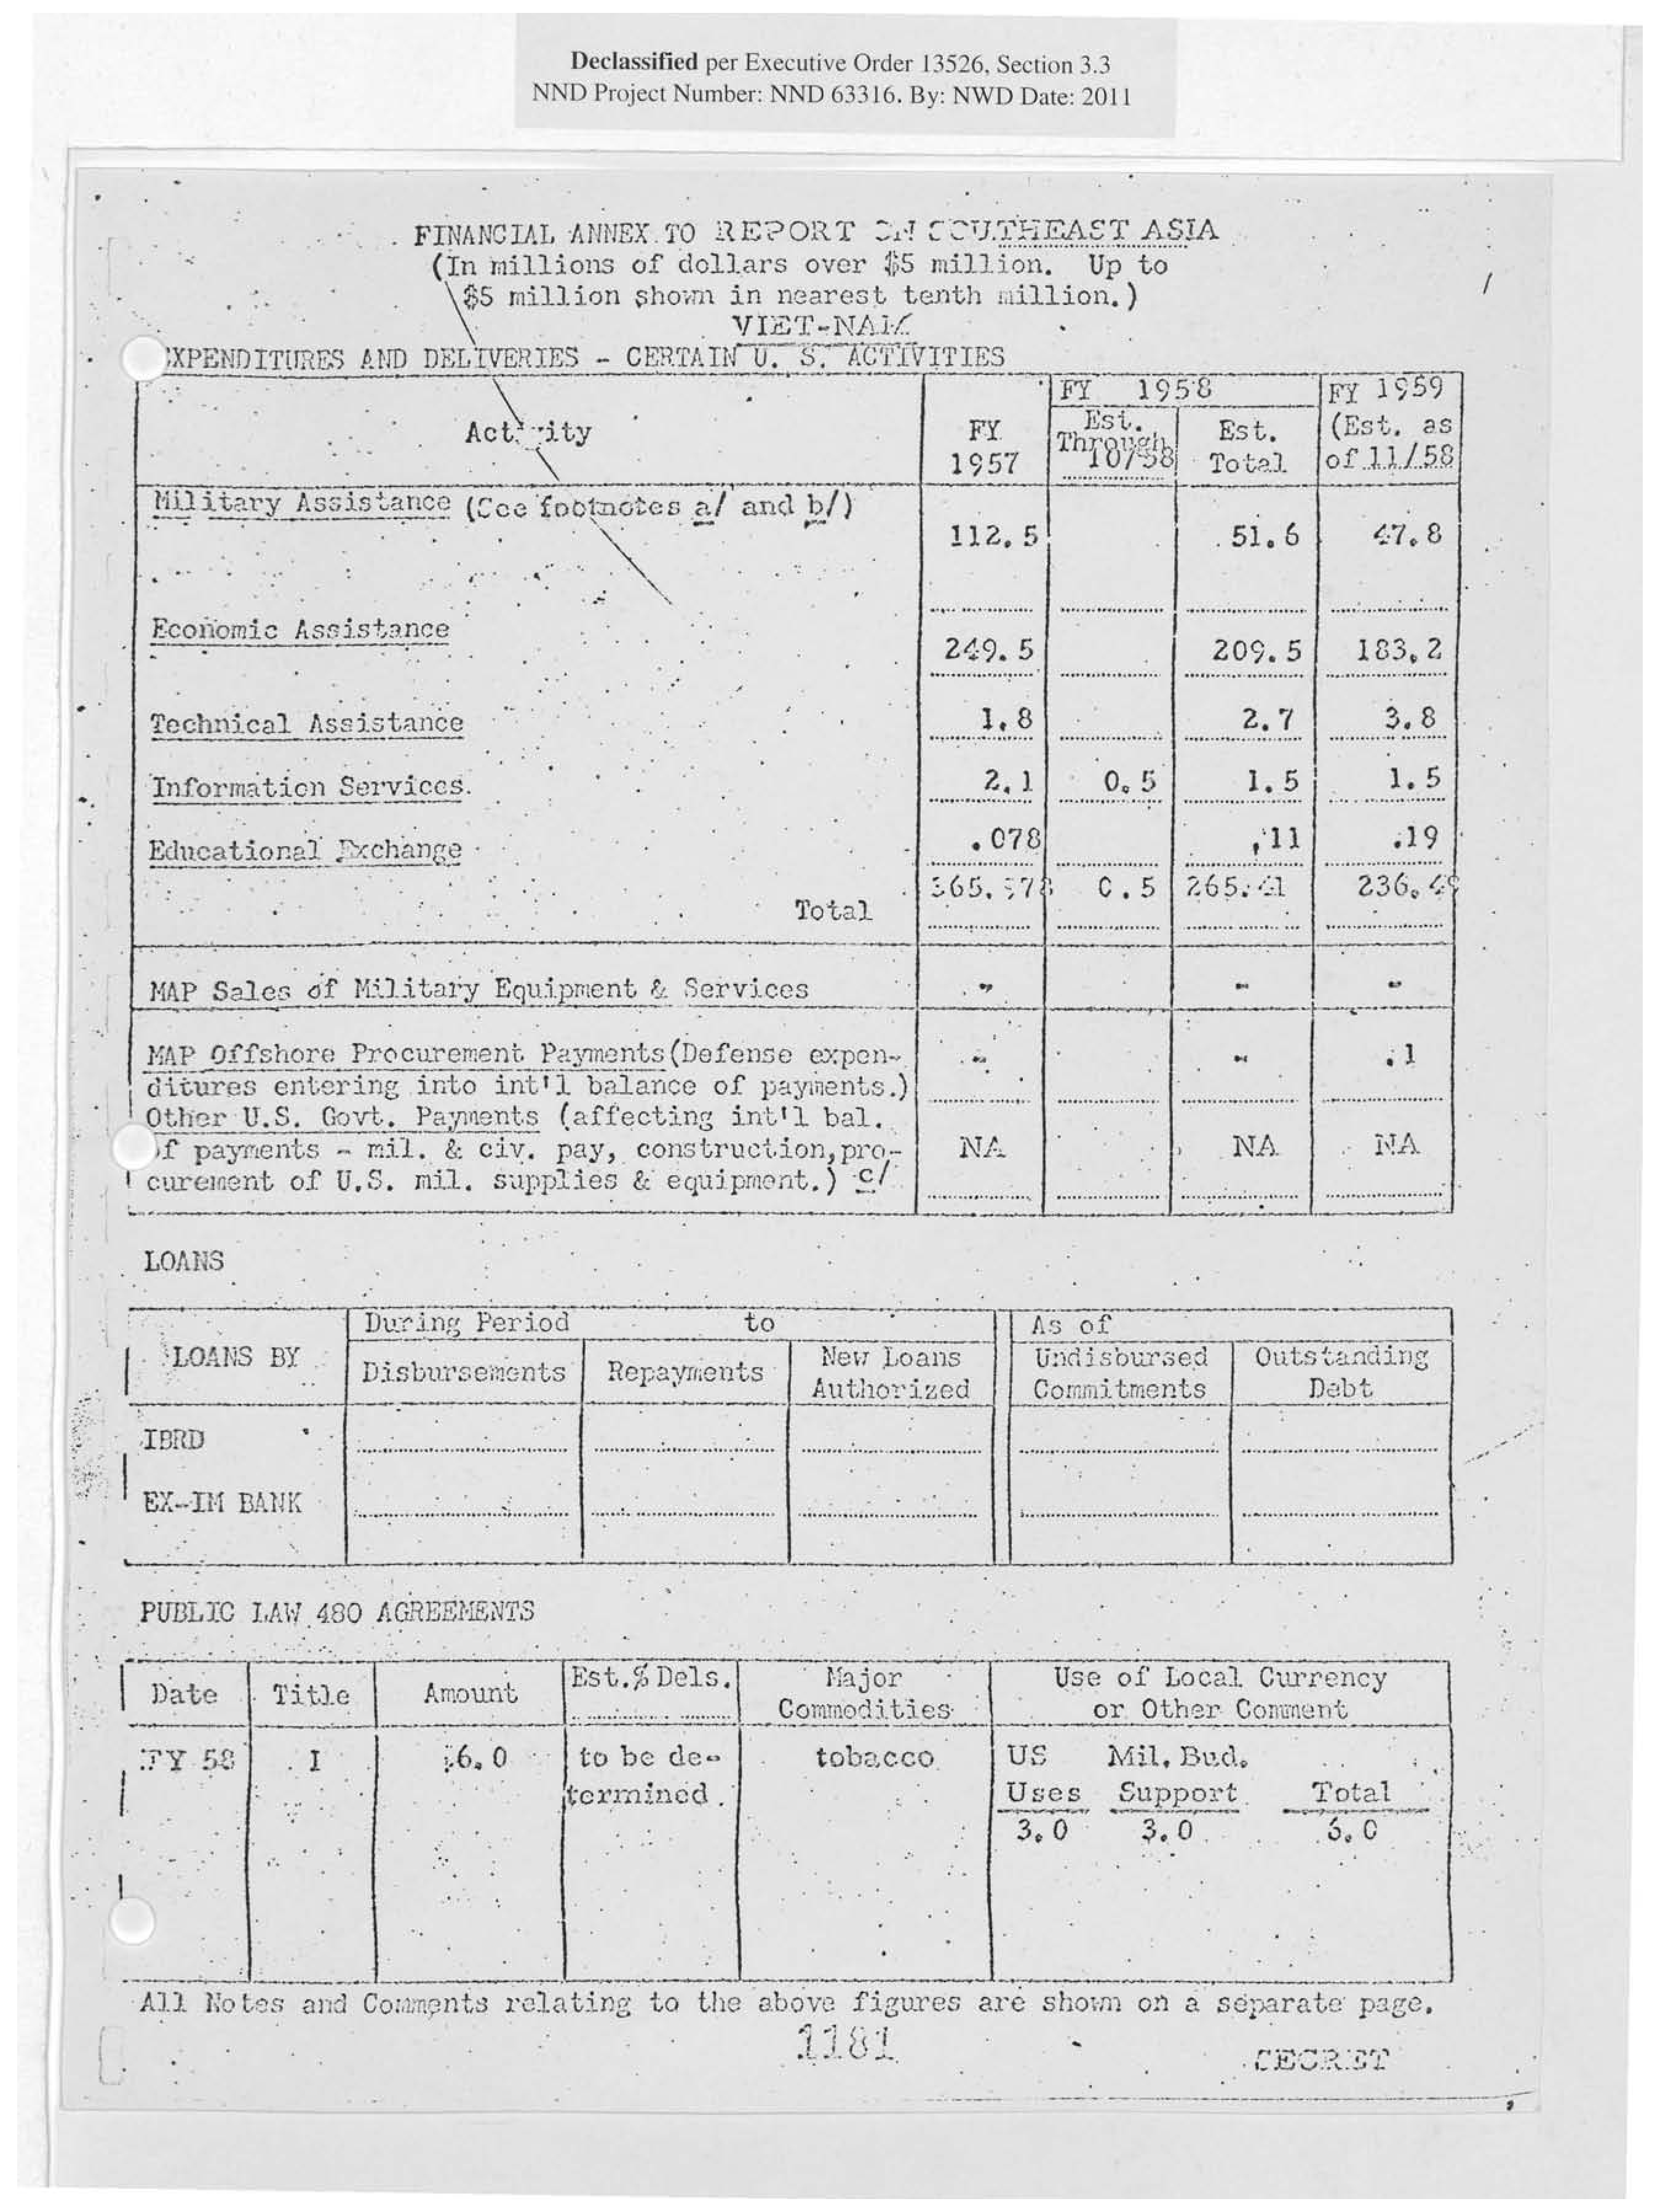 Declassified per Executive Order 13526, Section 3.3
NND Project Number: NND 63316. By: NWD Date: 2011
FINANCIAL ANNEX TO REPORT ON SOUTHEAST ASIA
(In millions of dollars over $5 million. Up to
$5 million shown in nearest tenth million.)
VIET-NAM
EXPENDITURES AND DELIVERIES - CERTAIN U. S. ACTIVITIES
Activity
FY 1957
FY 1958
Est. Through 10/58
Est. Total
FY 1959
(Est. as of 11/58
Military Assistance (See footnotes a/ and b/) 112.5 51.6 47.8
Economic Assistance 249.5 209.5 183.2
Technical Assistance 1.8 2.7 3.8
Information Services. 2.1 0.5 1.5 1.5
Educational Exchange .078 .11 .19
Total 365.978 0.5 265.41 236.49
MAP Sales of Military Equipment & Services - - -
MAP Offshore Procurement Payments (Defense expen- - - .1
ditures entering into int'l balance of payments.)
Other U.S. Govt. Payments (affecting int'l bal.
of payments - mil. & civ. pay, construction, pro- NA NA NA
curement of U.S. mil. supplies & equipment.) c/
LOANS
LOANS BY
During Period to
As of
Disbursements
Repayments
New Loans Authorized
Undisbursed Commitments
Outstanding Debt
IBRD
EX-IM BANK
PUBLIC LAW 480 AGREEMENTS
Date
Title
Amount
Est.% Dels.
Major Commodities
Use of Local Currency
or Other Comment
FY 58 I 6.0 to be de- tobacco US Mil. Bud.
termined. Uses Support Total
3.0 3.0 6.0
All Notes and Comments relating to the above figures are shown on a separate page.
1181
SECRET